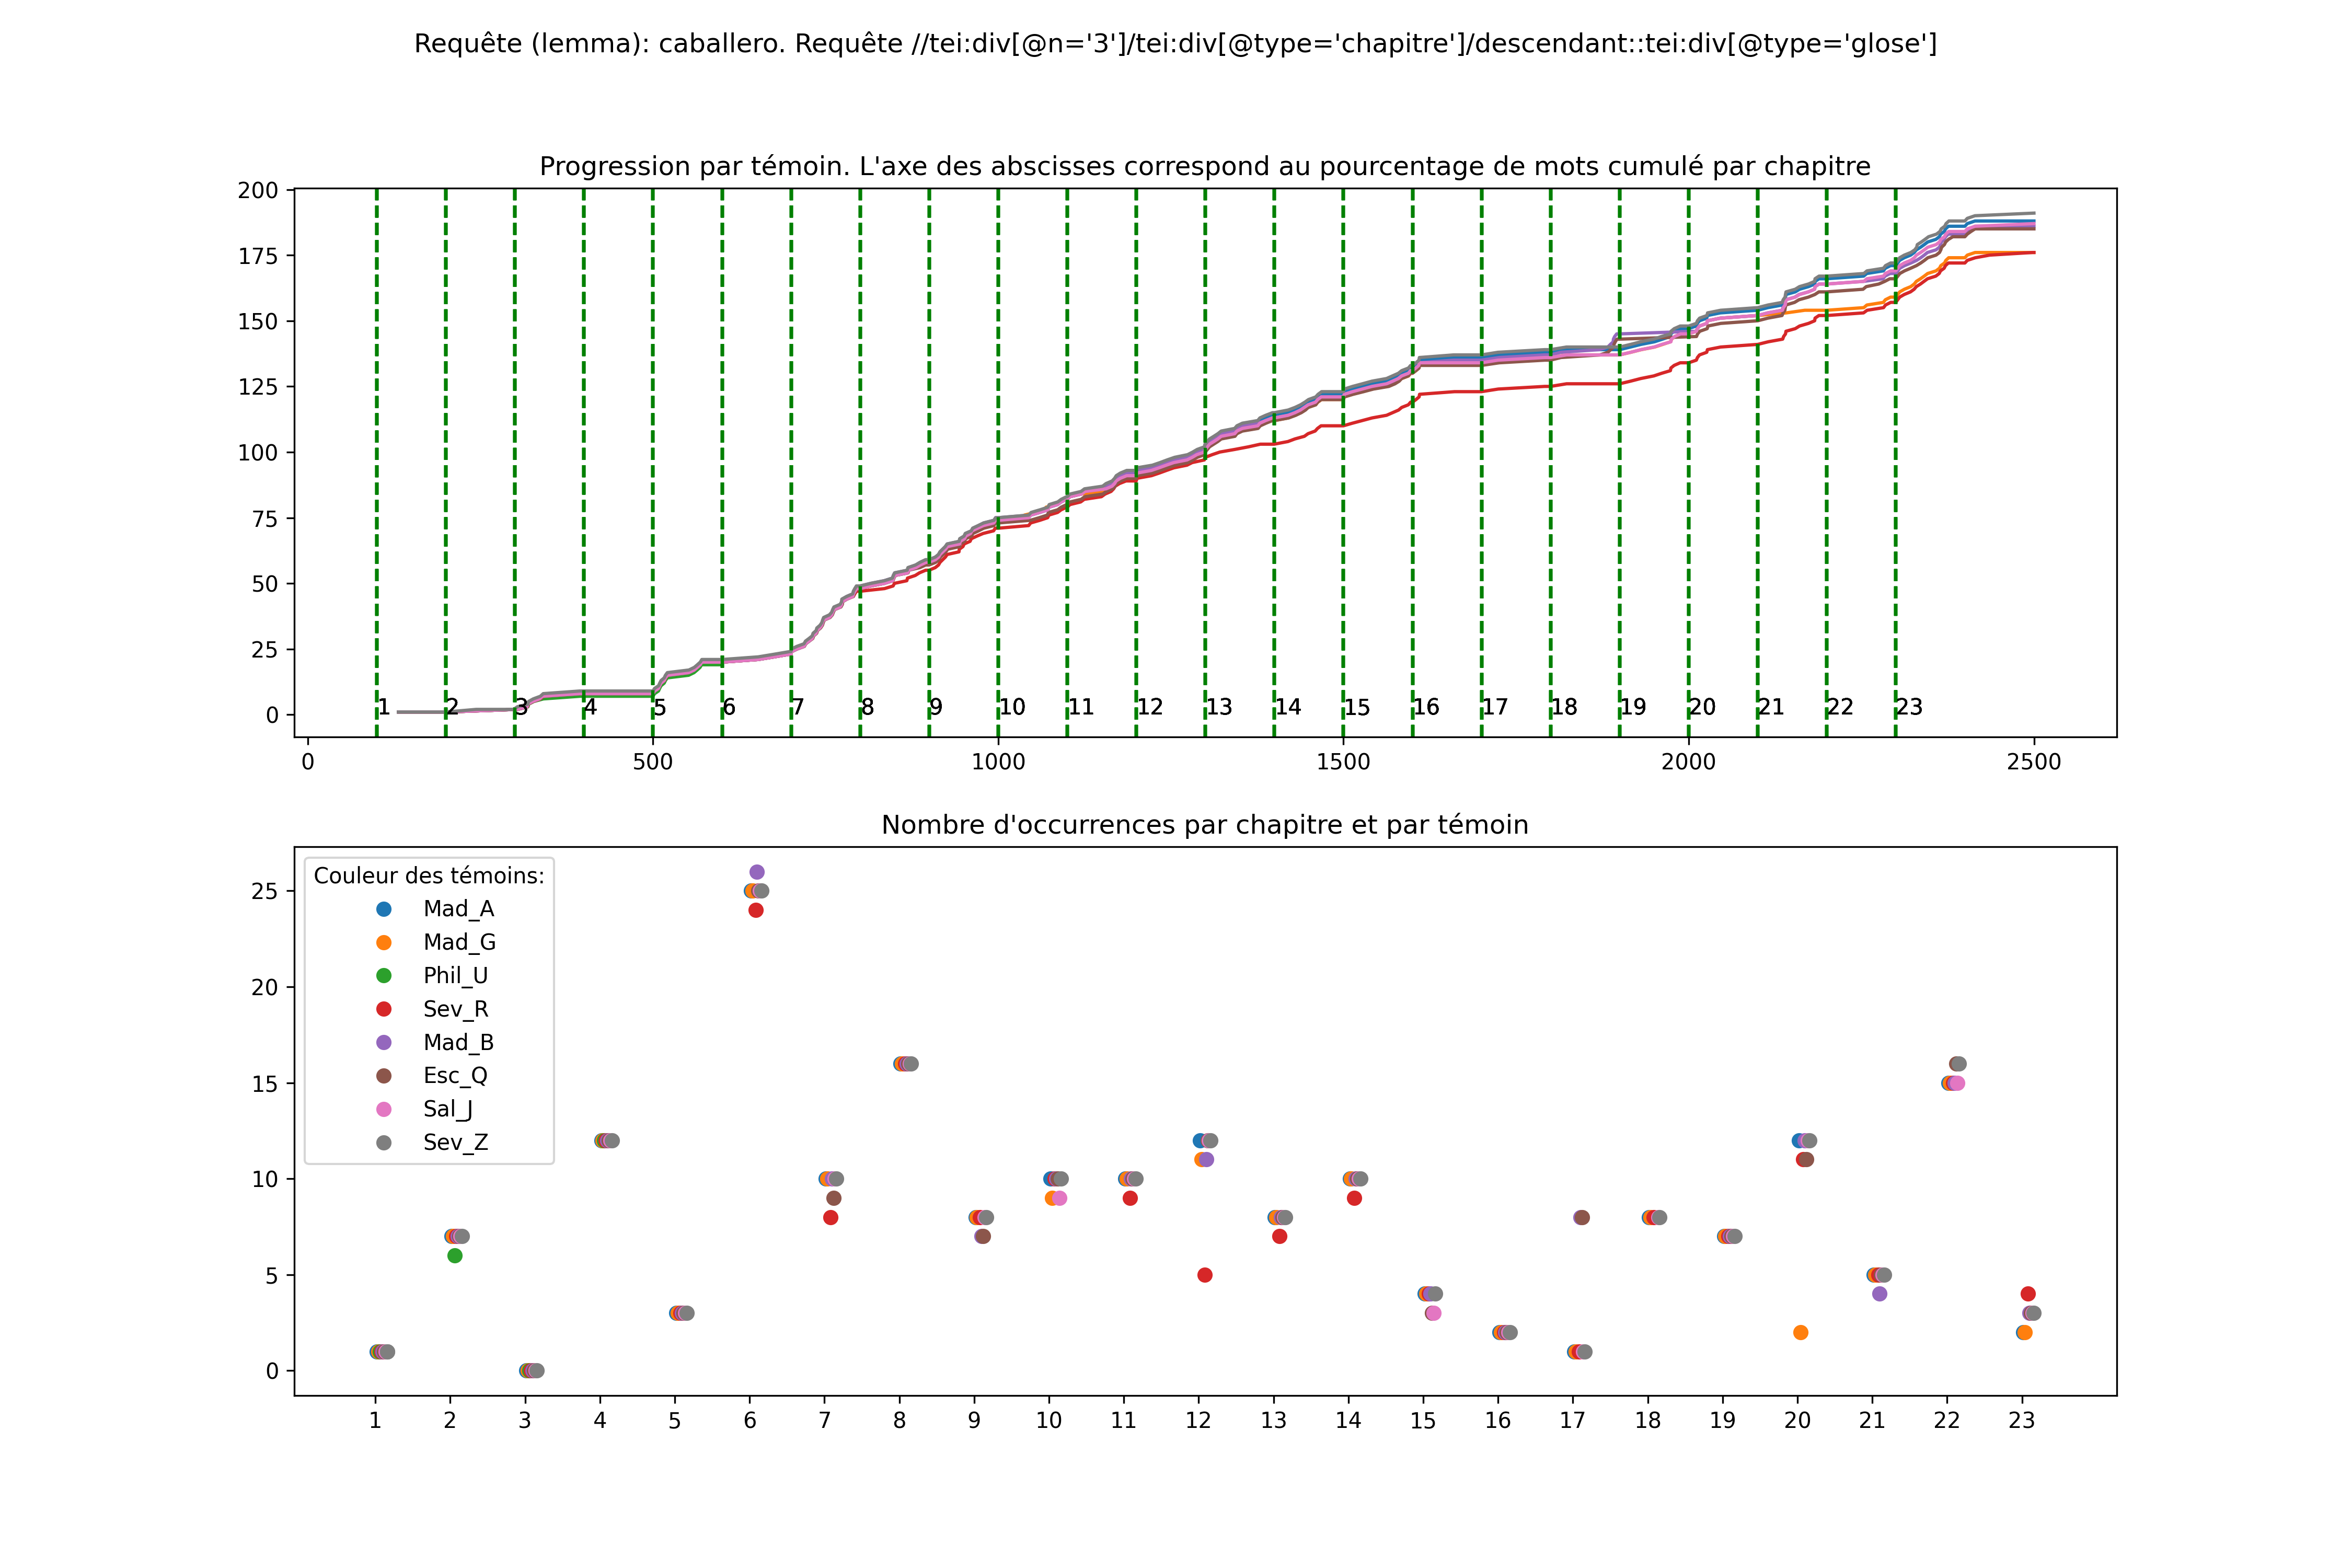 Requête (lemma): caballero. Requête //tei:div[@n='3']/tei:div[@type='chapitre']/descendant::tei:div[@type='glose']
Progression par témoin. L'axe des abscisses correspond au pourcentage de mots cumulé par chapitre
200
175
150
125
100
75
50
25
0
1 2 3 4 5 6 7 8 9 10 11 12 13 14 15 16 17 18 19 20 21 22 23
0 500 1000 1500 2000 2500
Nombre d'occurrences par chapitre et par témoin
25
20
15
10
5
0
Couleur des témoins:
Mad_A
Mad_G
Phil_U
Sev_R
Mad_B
Esc_Q
Sal_J
Sev_Z
1 2 3 4 5 6 7 8 9 10 11 12 13 14 15 16 17 18 19 20 21 22 23